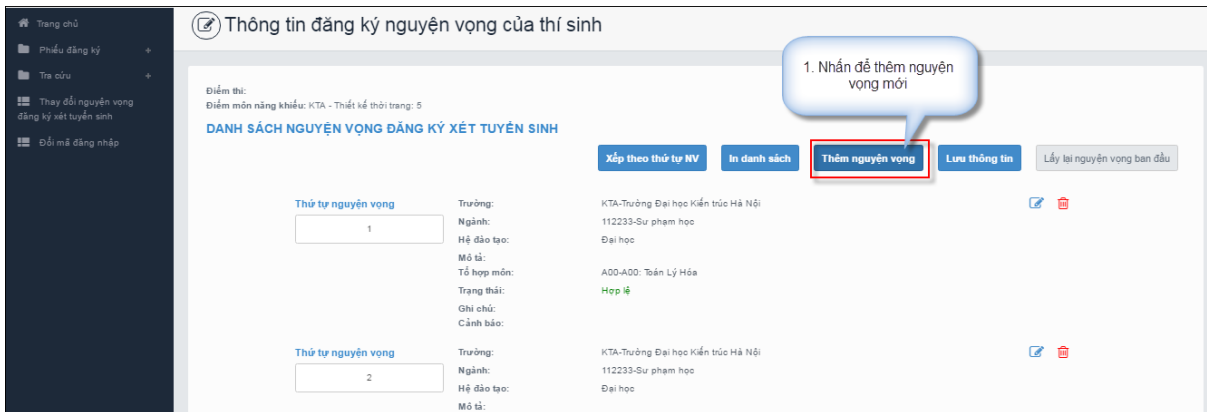 Trang chủ
Phiếu đăng ký +
Tra cứu +
Thay đổi nguyện vọng
đăng ký xét tuyển sinh
Đổi mã đăng nhập
Thông tin đăng ký nguyện vọng của thí sinh
1. Nhấn để thêm nguyện
vọng mới
Điểm thi:
Điểm môn năng khiếu: KTA - Thiết kế thời trang: 5
DANH SÁCH NGUYỆN VỌNG ĐĂNG KÝ XÉT TUYỂN SINH
Xếp theo thứ tự NV In danh sách Thêm nguyện vọng Lưu thông tin Lấy lại nguyện vọng ban đầu
Thứ tự nguyện vọng Trường: KTA-Trường Đại học Kiến trúc Hà Nội
1 Ngành: 112233-Sư phạm học
Hệ đào tạo: Đại học
Mô tả:
Tổ hợp môn: A00-A00: Toán Lý Hóa
Trạng thái: Hợp lệ
Ghi chú:
Cảnh báo:
Thứ tự nguyện vọng Trường: KTA-Trường Đại học Kiến trúc Hà Nội
2 Ngành: 112233-Sư phạm học
Hệ đào tạo: Đại học
Mô tả: